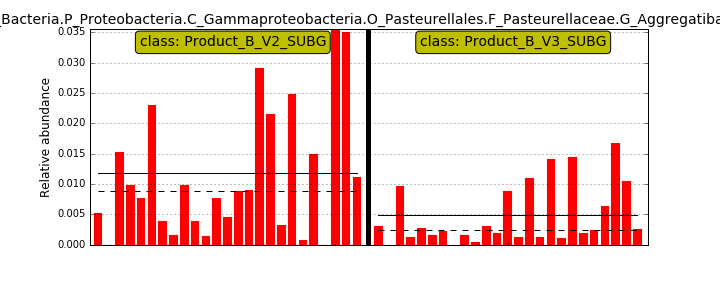 _Bacteria.P_Proteobacteria.C_Gammaproteobacteria.O_Pasteurellales.F_Pasteurellaceae.G_Aggregatiba
class: Product_B_V2_SUBG
class: Product_B_V3_SUBG
Relative abundance
0.035
0.030
0.025
0.020
0.015
0.010
0.005
0.000